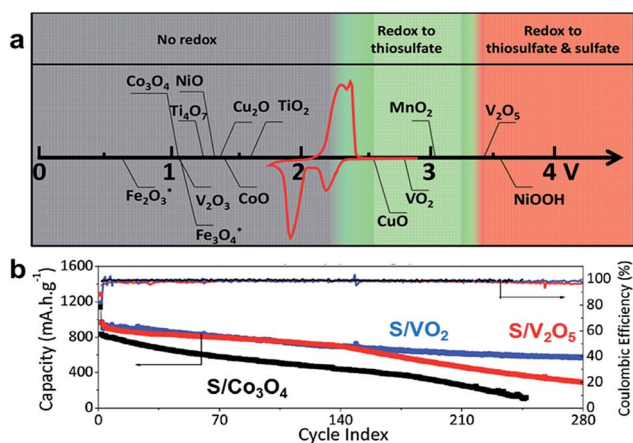 a
No redox
Redox to
thiosulfate
Redox to
thiosulfate & sulfate
Co3O4 NiO
Ti4O7 Cu2O TiO2 MnO2 V2O5
0 1 2 3 4 V
Fe2O3* V2O3 CoO CuO VO2 NiOOH
Fe3O4*
b
Capacity (mA.h.g-1)
1600
1200
800
400
0
S/VO2
S/V2O5
S/Co3O4
100
80
60
40
20
Coulombic Efficiency (%)
0 70 140 210 280
Cycle Index